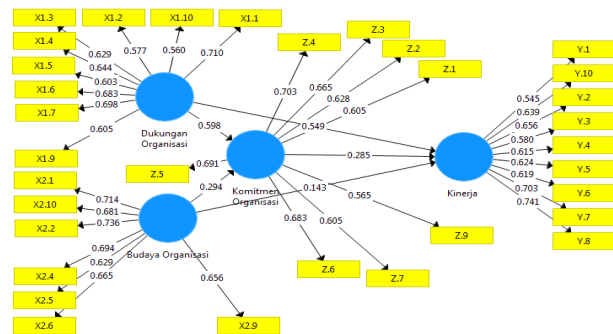 X1.3
X1.2
X1.10
X1.1
X1.4
X1.5
X1.6
X1.7
X1.9
0.629
0.577
0.560
0.710
0.644
0.603
0.683
0.698
0.605
Dukungan
Organisasi
Z.4
Z.3
Z.2
Z.1
0.703
0.665
0.628
0.605
0.598
0.549
Z.5
0.691
0.294
Komitmen
Organisasi
0.285
0.143
0.565
0.683
0.605
Z.6
Z.7
Z.9
X2.1
X2.10
X2.2
X2.4
X2.5
X2.6
X2.9
0.714
0.681
0.736
0.694
0.629
0.665
0.656
Budaya Organisasi
Kinerja
Y.1
Y.10
Y.2
Y.3
Y.4
Y.5
Y.6
Y.7
Y.8
0.545
0.639
0.656
0.580
0.615
0.624
0.619
0.703
0.741